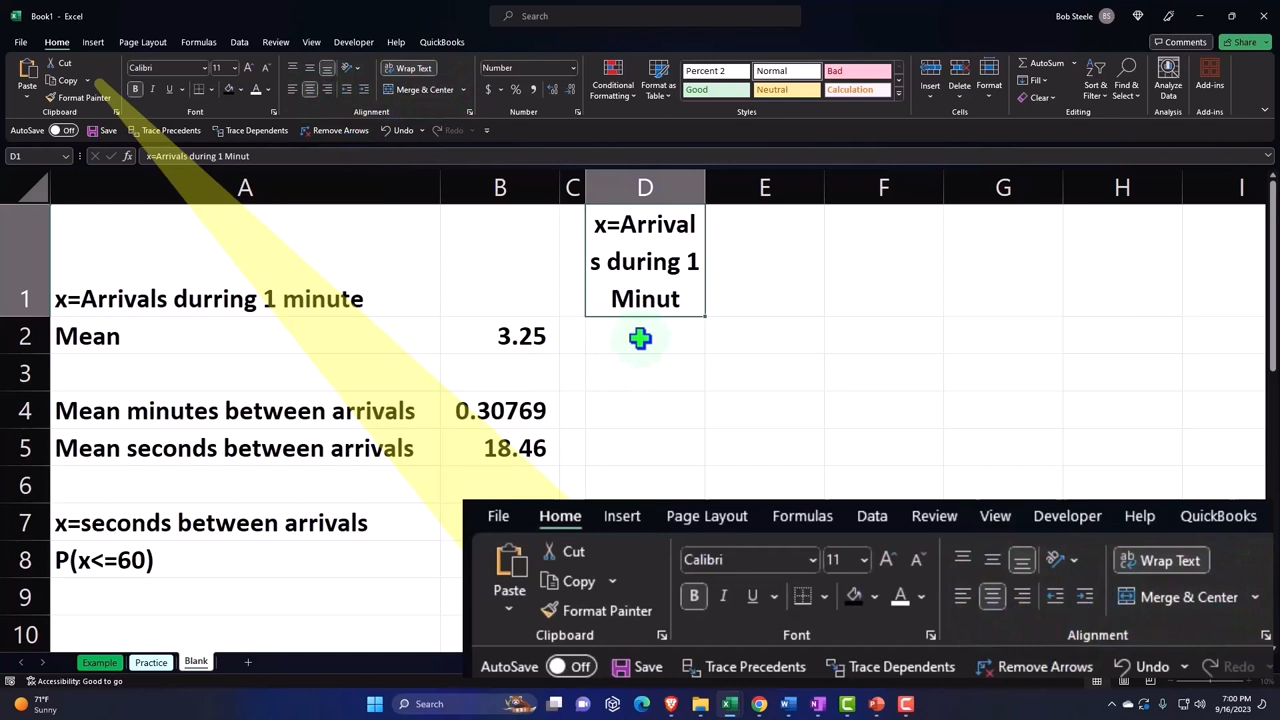 Book1 - Excel
Search
Bob Steele BS
File Home Insert Page Layout Formulas Data Review View Developer Help QuickBooks
Comments Share
Paste
Cut
Copy
Format Painter
Clipboard
Calibri 11
Font
Wrap Text
Merge & Center
Alignment
Number
Number
Conditional Formatting
Format as Table
Percent 2 Normal Bad
Good Neutral Calculation
Styles
Insert Delete Format
Cells
AutoSum
Fill
Clear
Sort & Filter
Find & Select
Editing
Analyze Data
Analysis
Add-ins
Add-ins
AutoSave Off Save Trace Precedents Trace Dependents Remove Arrows Undo Redo
D1 fx x=Arrivals during 1 Minut
A B C D E F G H I
1 x=Arrivals durring 1 minute
x=Arrival
s during 1
Minut
2 Mean 3.25
3
4 Mean minutes between arrivals 0.30769
5 Mean seconds between arrivals 18.46
6
7 x=seconds between arrivals
8 P(x<=60)
9
10
File Home Insert Page Layout Formulas Data Review View Developer Help QuickBooks
Paste
Cut
Copy
Format Painter
Clipboard
Calibri 11
B I U
Font
Wrap Text
Merge & Center
Alignment
AutoSave Off Save Trace Precedents Trace Dependents Remove Arrows Undo Redo
Example Practice Blank
Accessibility: Good to go
71°F
Sunny
Search
7:00 PM
9/16/2023